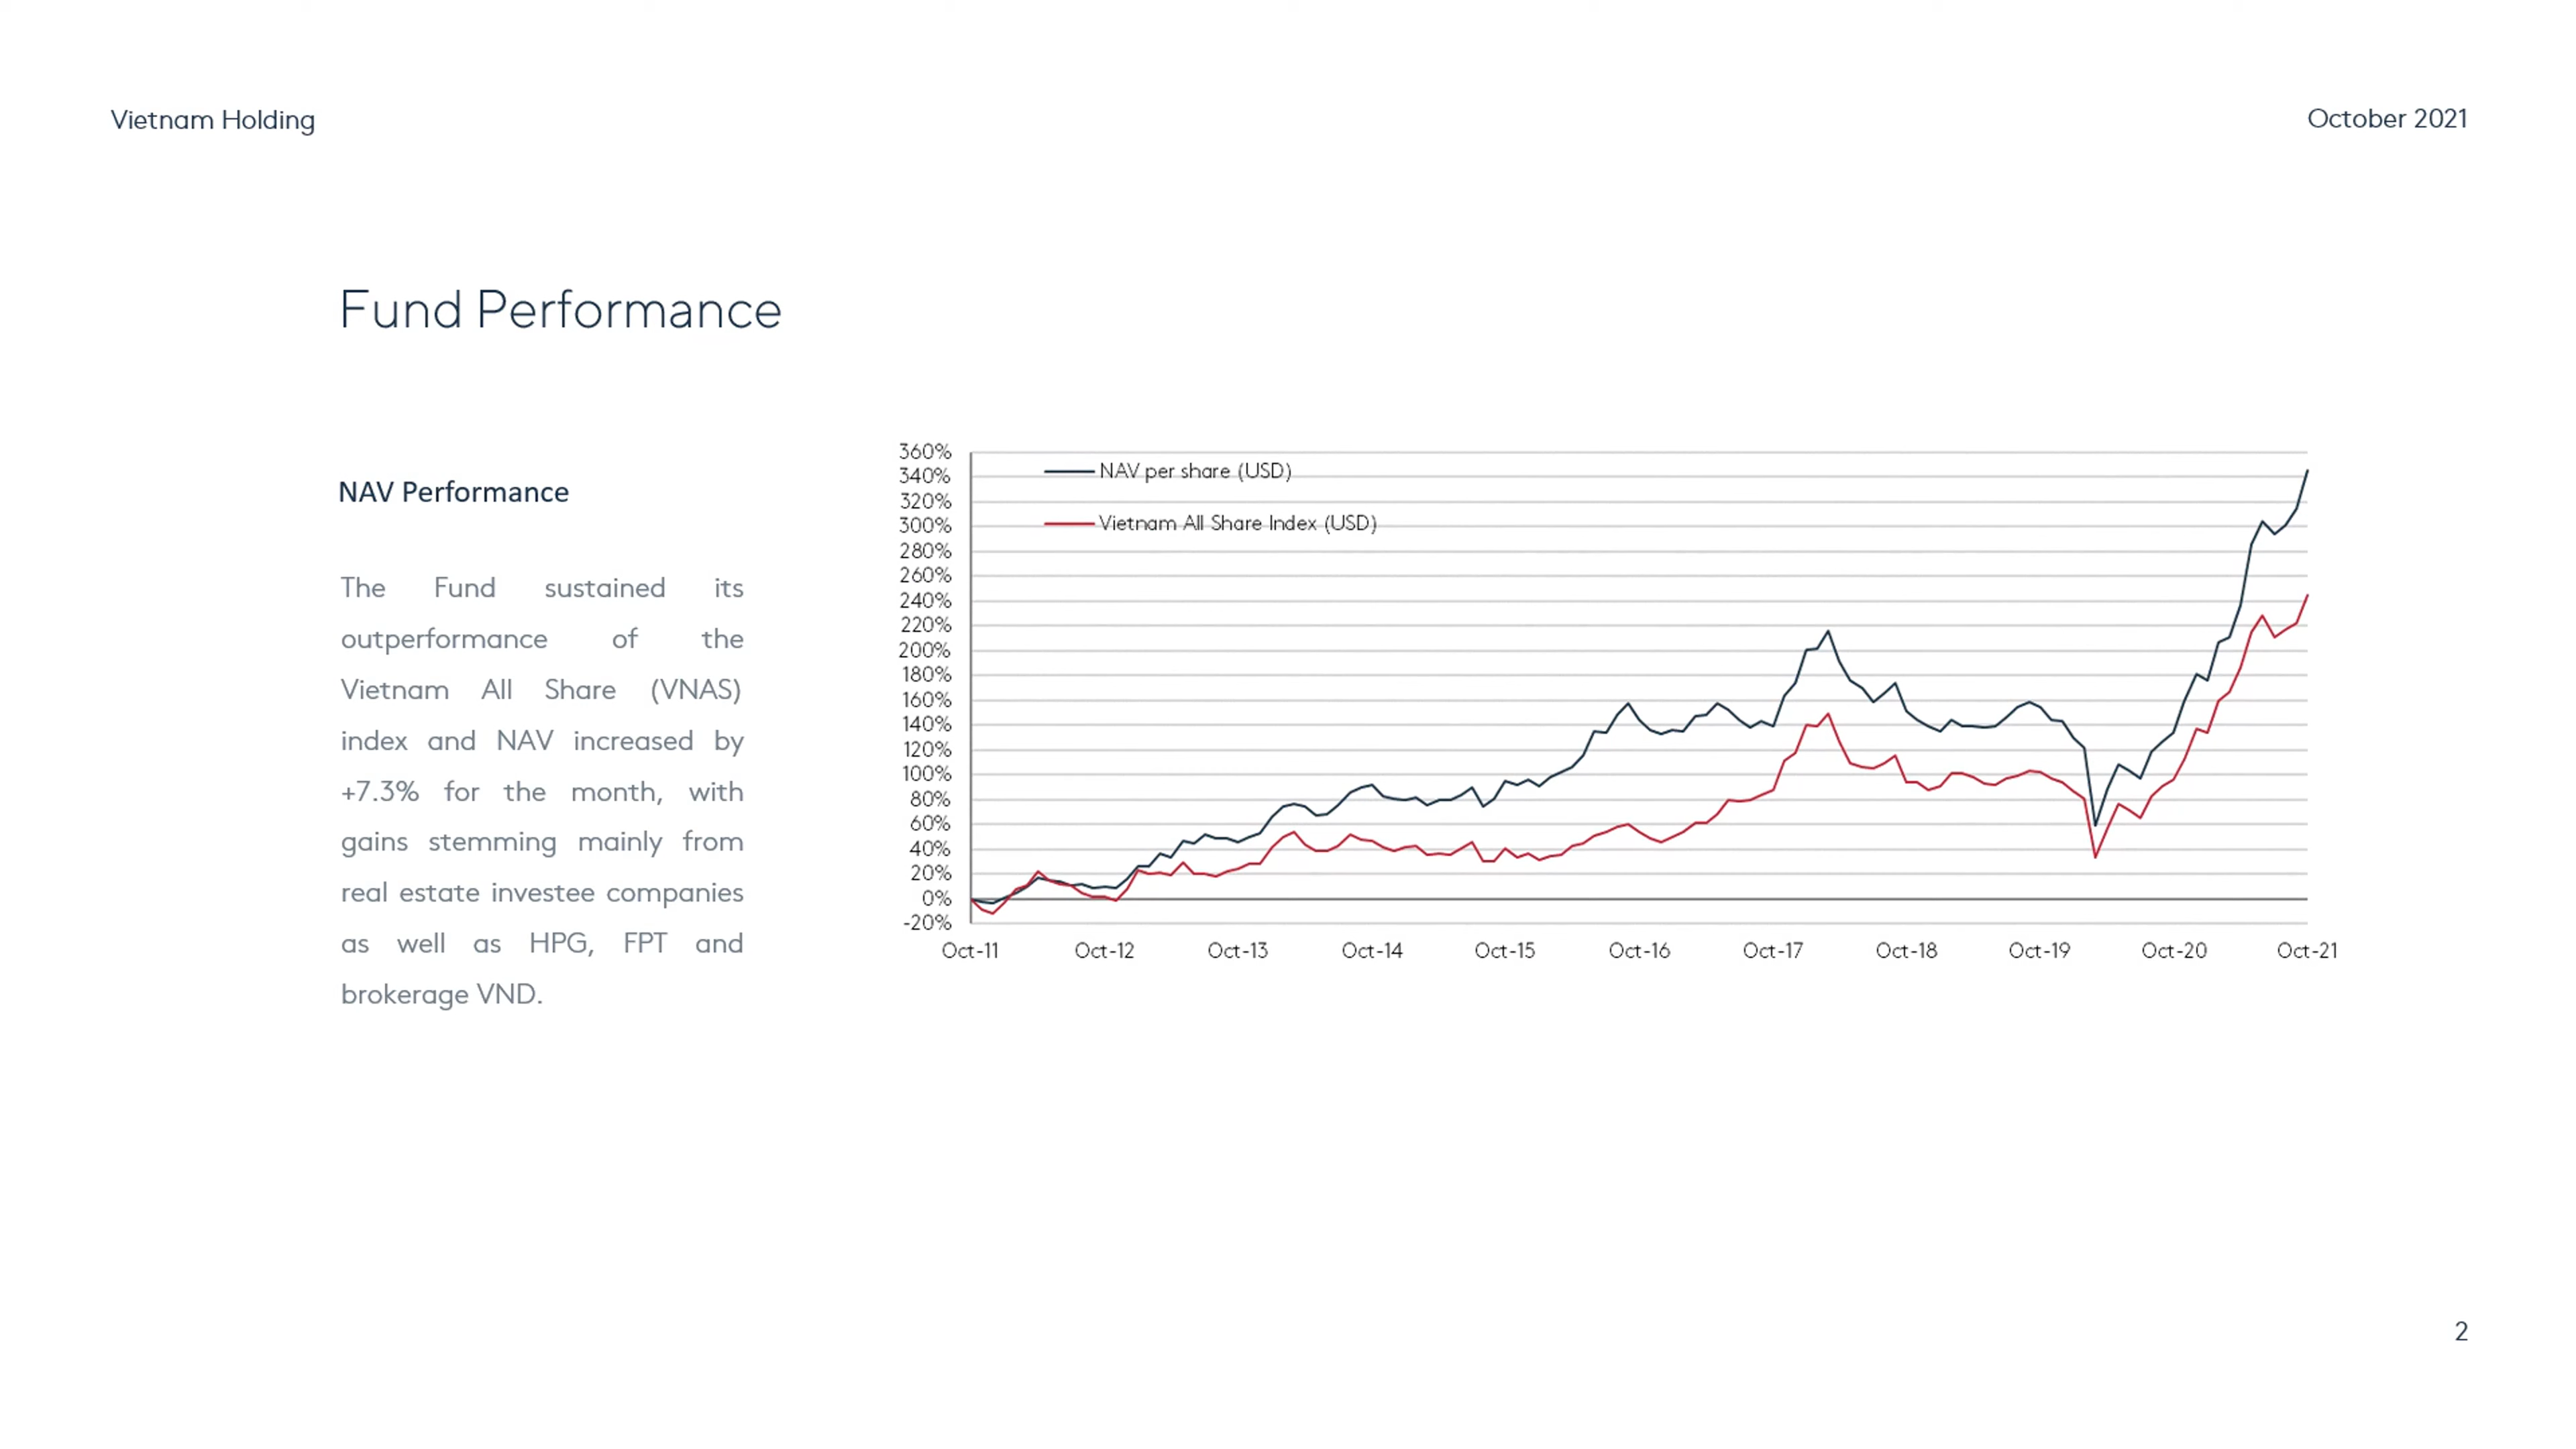 Vietnam Holding
October 2021
Fund Performance
NAV Performance
The Fund sustained its
outperformance of the
Vietnam All Share (VNAS)
index and NAV increased by
+7.3% for the month, with
gains stemming mainly from
real estate investee companies
as well as HPG, FPT and
brokerage VND.
NAV per share (USD)
Vietnam All Share Index (USD)
360%
340%
320%
300%
280%
260%
240%
220%
200%
180%
160%
140%
120%
100%
80%
60%
40%
20%
0%
-20%
Oct-11 Oct-12 Oct-13 Oct-14 Oct-15 Oct-16 Oct-17 Oct-18 Oct-19 Oct-20 Oct-21
2